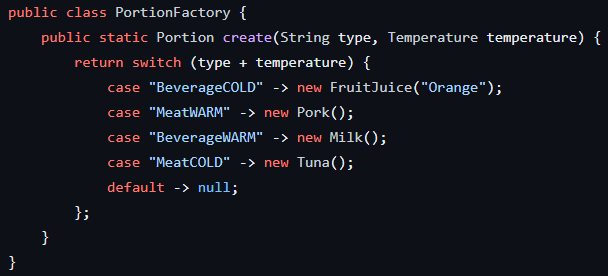 public class PortionFactory {
    public static Portion create(String type, Temperature temperature) {
        return switch (type + temperature) {
            case "BeverageCOLD" -> new FruitJuice("Orange");
            case "MeatWARM" -> new Pork();
            case "BeverageWARM" -> new Milk();
            case "MeatCOLD" -> new Tuna();
            default -> null;
        };
    }
}